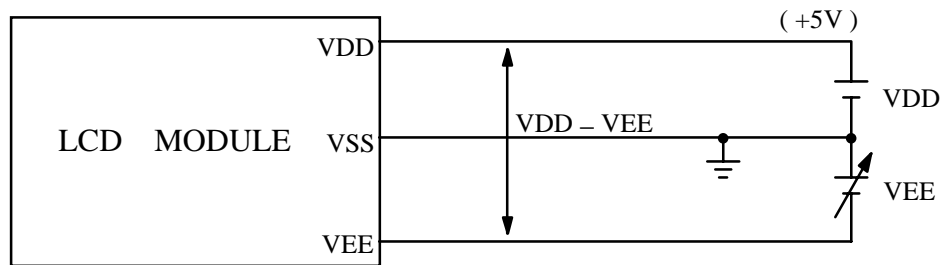 ( +5V )
VDD
VDD
LCD MODULE
VSS
VDD – VEE
VEE
VEE